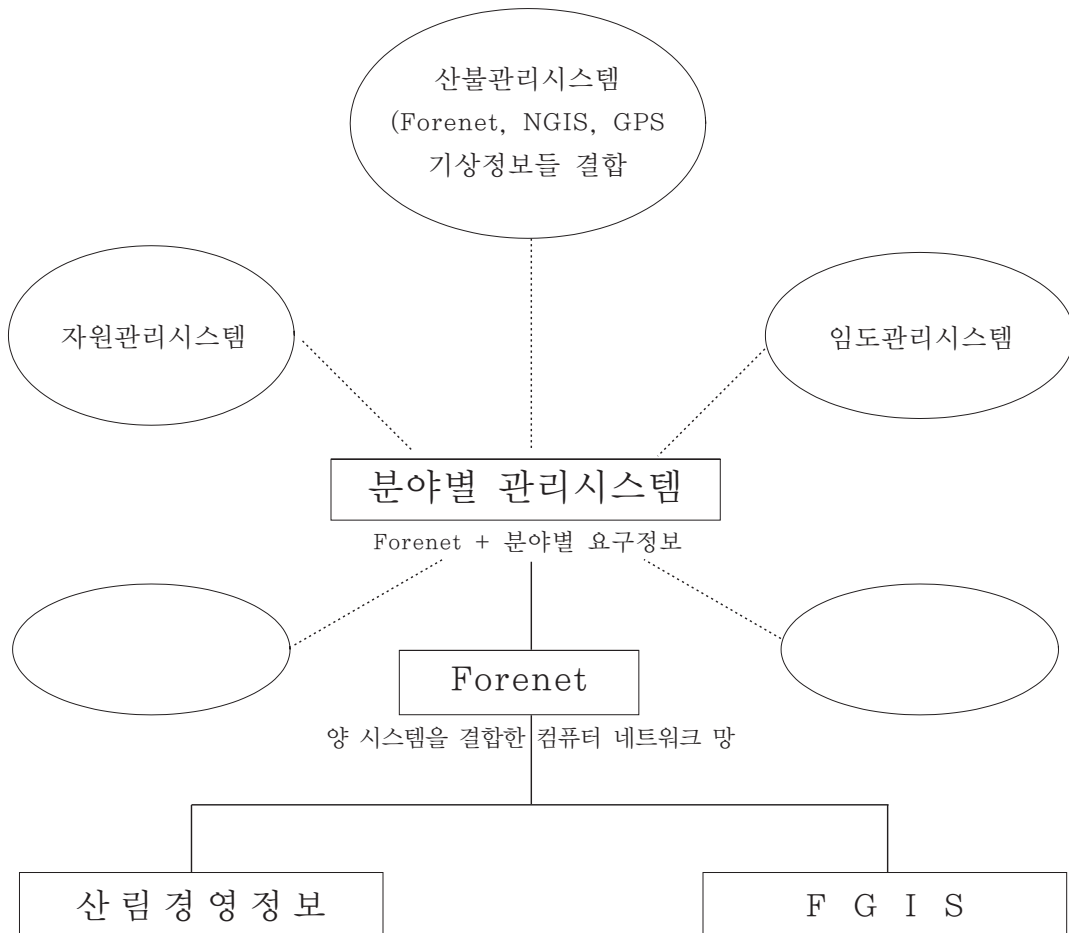 산불관리시스템
(Forenet, NGIS, GPS
기상정보들 결합
자원관리시스템
임도관리시스템
분야별 관리시스템
Forenet + 분야별 요구정보
Forenet
양 시스템을 결합한 컴퓨터 네트워크 망
산림경영정보
F G I S